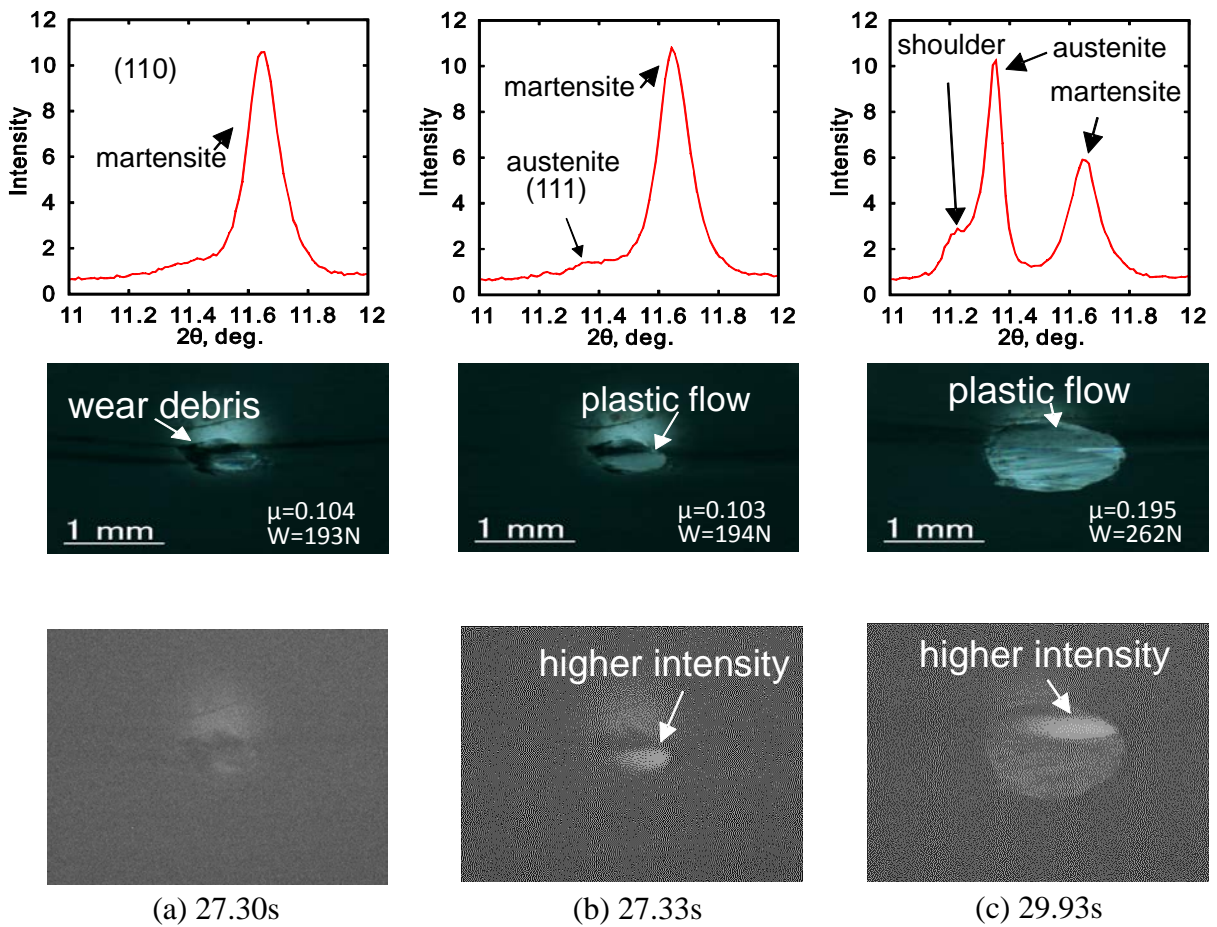 12
10
8
6
4
2
0
Intensity
(110)
martensite
11 11.2 11.4 11.6 11.8 12
2θ, deg.
12
10
8
6
4
2
0
Intensity
martensite
austenite
(111)
11 11.2 11.4 11.6 11.8 12
2θ, deg.
12
10
8
6
4
2
0
Intensity
shoulder
austenite
martensite
11 11.2 11.4 11.6 11.8 12
2θ, deg.
wear debris
1 mm
μ=0.104
W=193N
plastic flow
1 mm
μ=0.103
W=194N
plastic flow
1 mm
μ=0.195
W=262N
higher intensity
higher intensity
(a) 27.30s
(b) 27.33s
(c) 29.93s